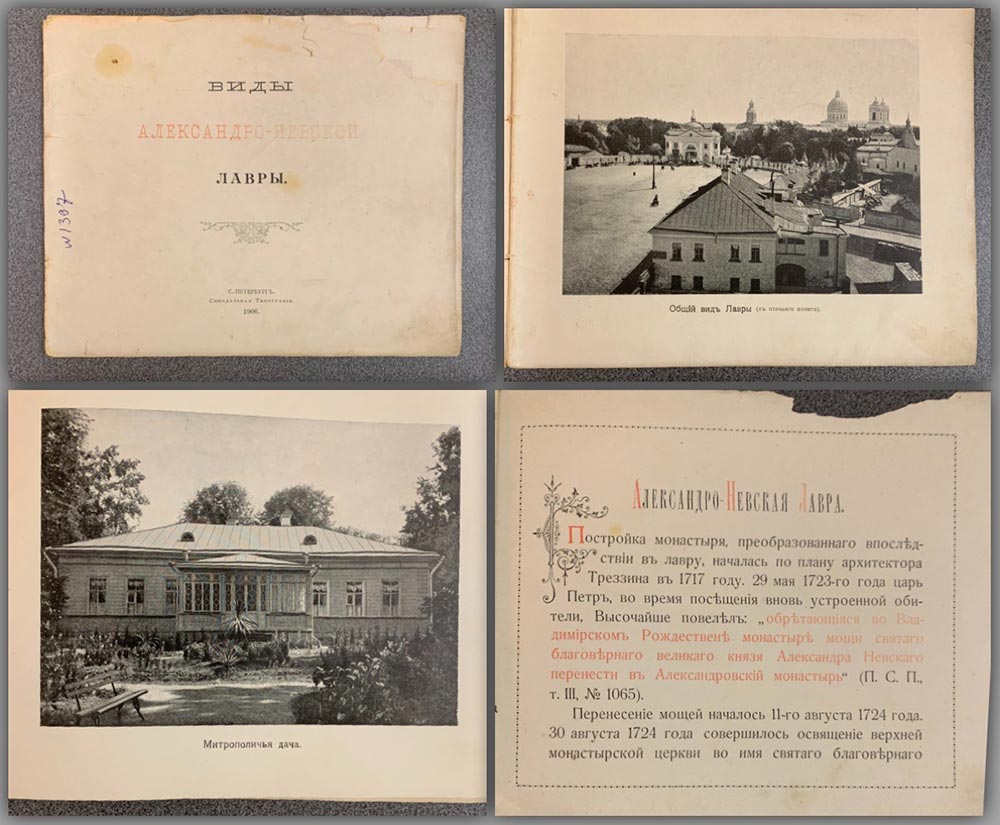 ВИДЫ
АЛЕКСАНДРО-НЕВСКОЙ
ЛАВРЫ.
С.-ПЕТЕРБУРГЪ.
Синодальная Типографія.
1906.
w1307
Общій видъ Лавры (съ птичьяго полета).
Митрополичья дача.
Александро-Невская Лавра.
Постройка монастыря, преобразованнаго впослѣд-
ствіи въ лавру, началась по плану архитектора
Треззина въ 1717 году. 29 мая 1723-го года царь
Петръ, во время посѣщенія вновь устроенной оби-
тели, Высочайше повелѣлъ: „обрѣтающіяся во Вла-
димірскомъ Рождественѣ монастырѣ мощи святаго
благовѣрнаго великаго князя Александра Невскаго
перенести въ Александровскій монастырь“ (П. С. П.,
т. III, № 1065).
Перенесеніе мощей началось 11-го августа 1724 года.
30 августа 1724 года совершилось освященіе верхней
монастырской церкви во имя святаго благовѣрнаго